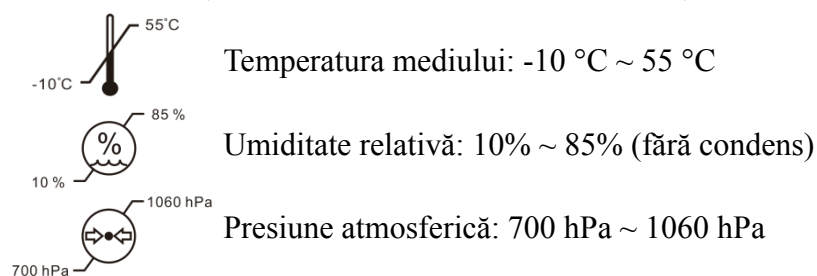 55°C
Temperatura mediului: -10 °C ~ 55 °C
-10°C
85 %
%
Umiditate relativă: 10% ~ 85% (fără condens)
10 %
1060 hPa
Presiune atmosferică: 700 hPa ~ 1060 hPa
700 hPa